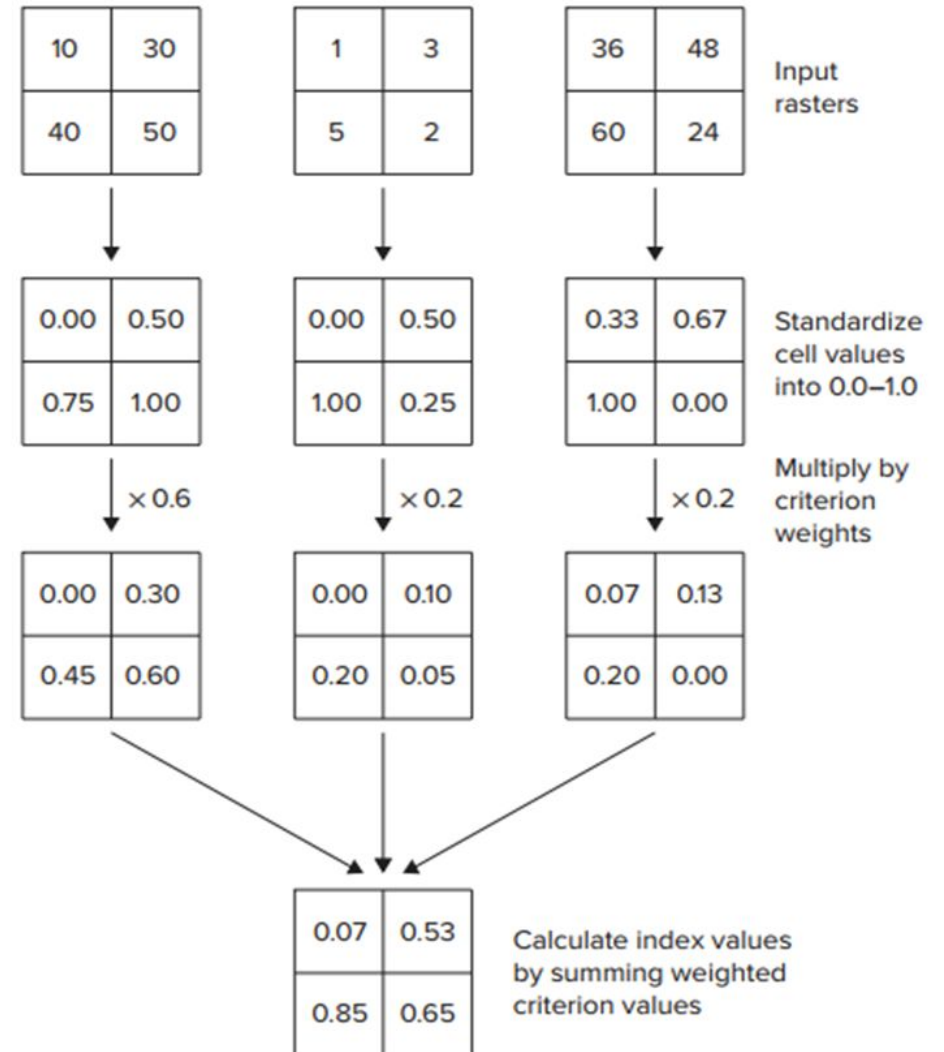 10 30 1 3 36 48
Input
rasters
40 50 5 2 60 24
0.00 0.50 0.00 0.50 0.33 0.67
Standardize
cell values
into 0.0–1.0
0.75 1.00 1.00 0.25 1.00 0.00
× 0.6 × 0.2 × 0.2
Multiply by
criterion
weights
0.00 0.30 0.00 0.10 0.07 0.13
0.45 0.60 0.20 0.05 0.20 0.00
0.07 0.53
0.85 0.65
Calculate index values
by summing weighted
criterion values